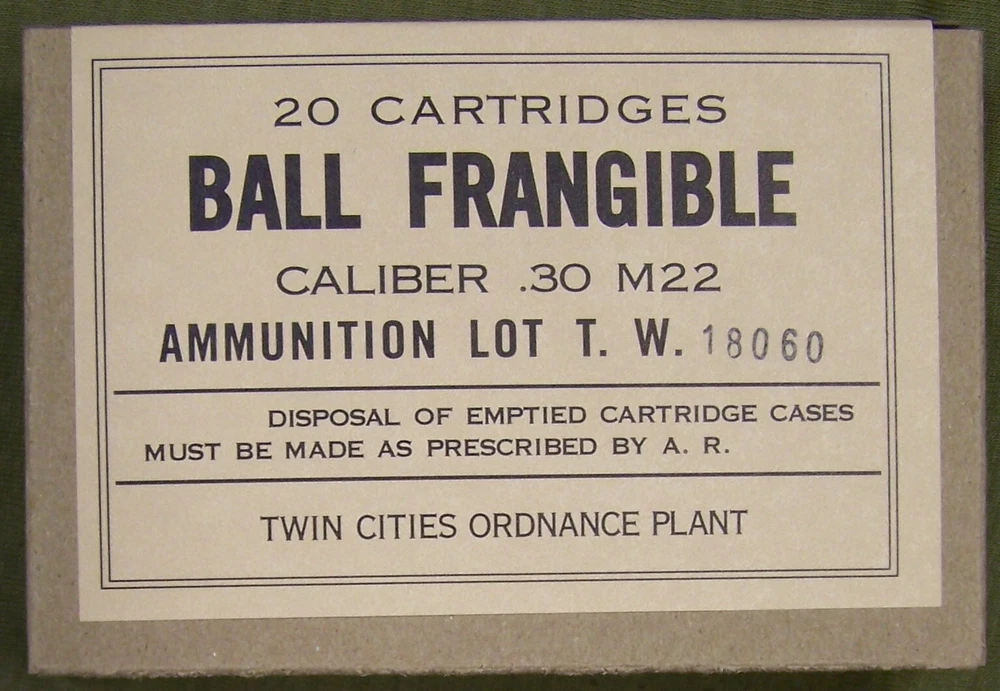 20 CARTRIDGES
BALL FRANGIBLE
CALIBER .30 M22
AMMUNITION LOT T. W. 18060
DISPOSAL OF EMPTIED CARTRIDGE CASES
MUST BE MADE AS PRESCRIBED BY A. R.
TWIN CITIES ORDNANCE PLANT